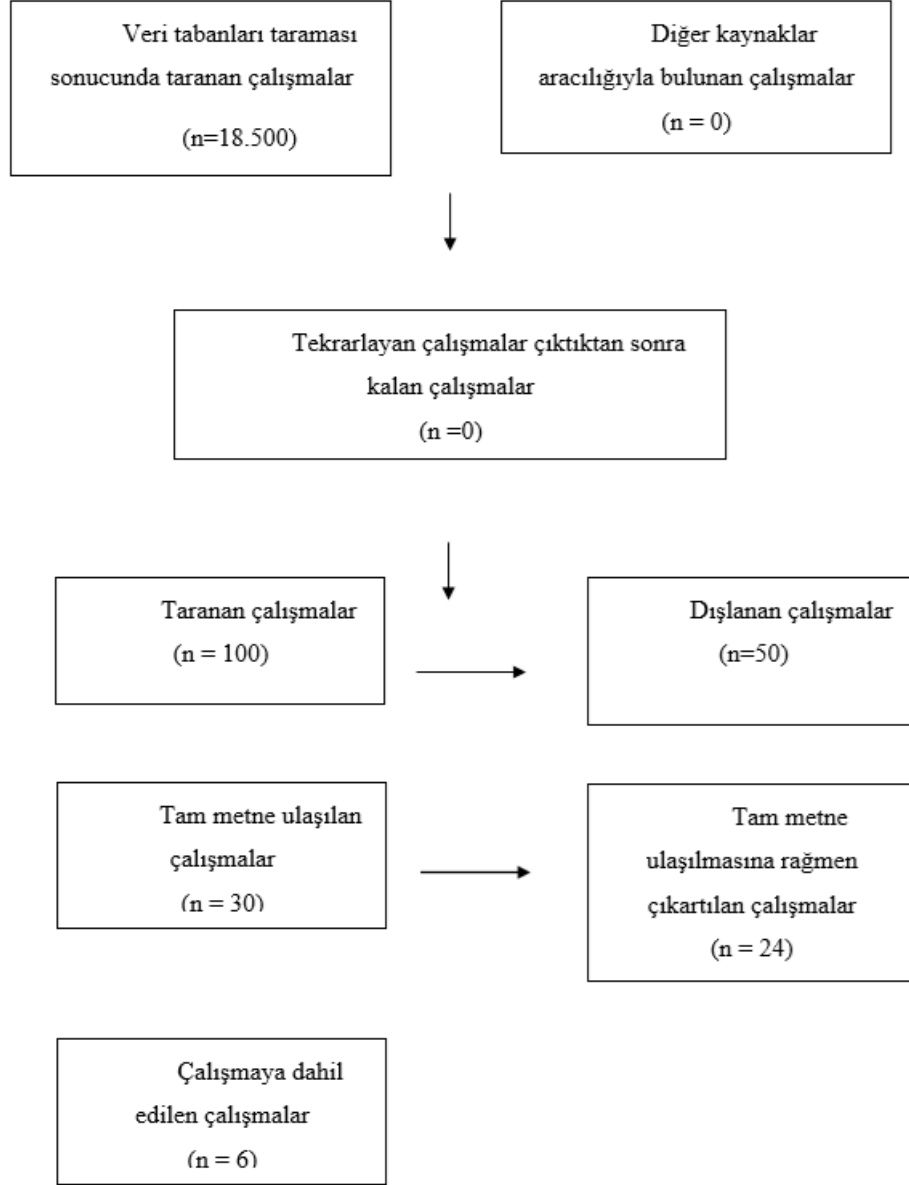 Veri tabanları taraması
sonucunda taranan çalışmalar
(n=18.500)
Diğer kaynaklar
aracılığıyla bulunan çalışmalar
(n = 0)
Tekrarlayan çalışmalar çıktıktan sonra
kalan çalışmalar
(n =0)
Taranan çalışmalar
(n = 100)
Dışlanan çalışmalar
(n=50)
Tam metne ulaşılan
çalışmalar
(n = 30)
Tam metne
ulaşılmasına rağmen
çıkartılan çalışmalar
(n = 24)
Çalışmaya dahil
edilen çalışmalar
(n = 6)